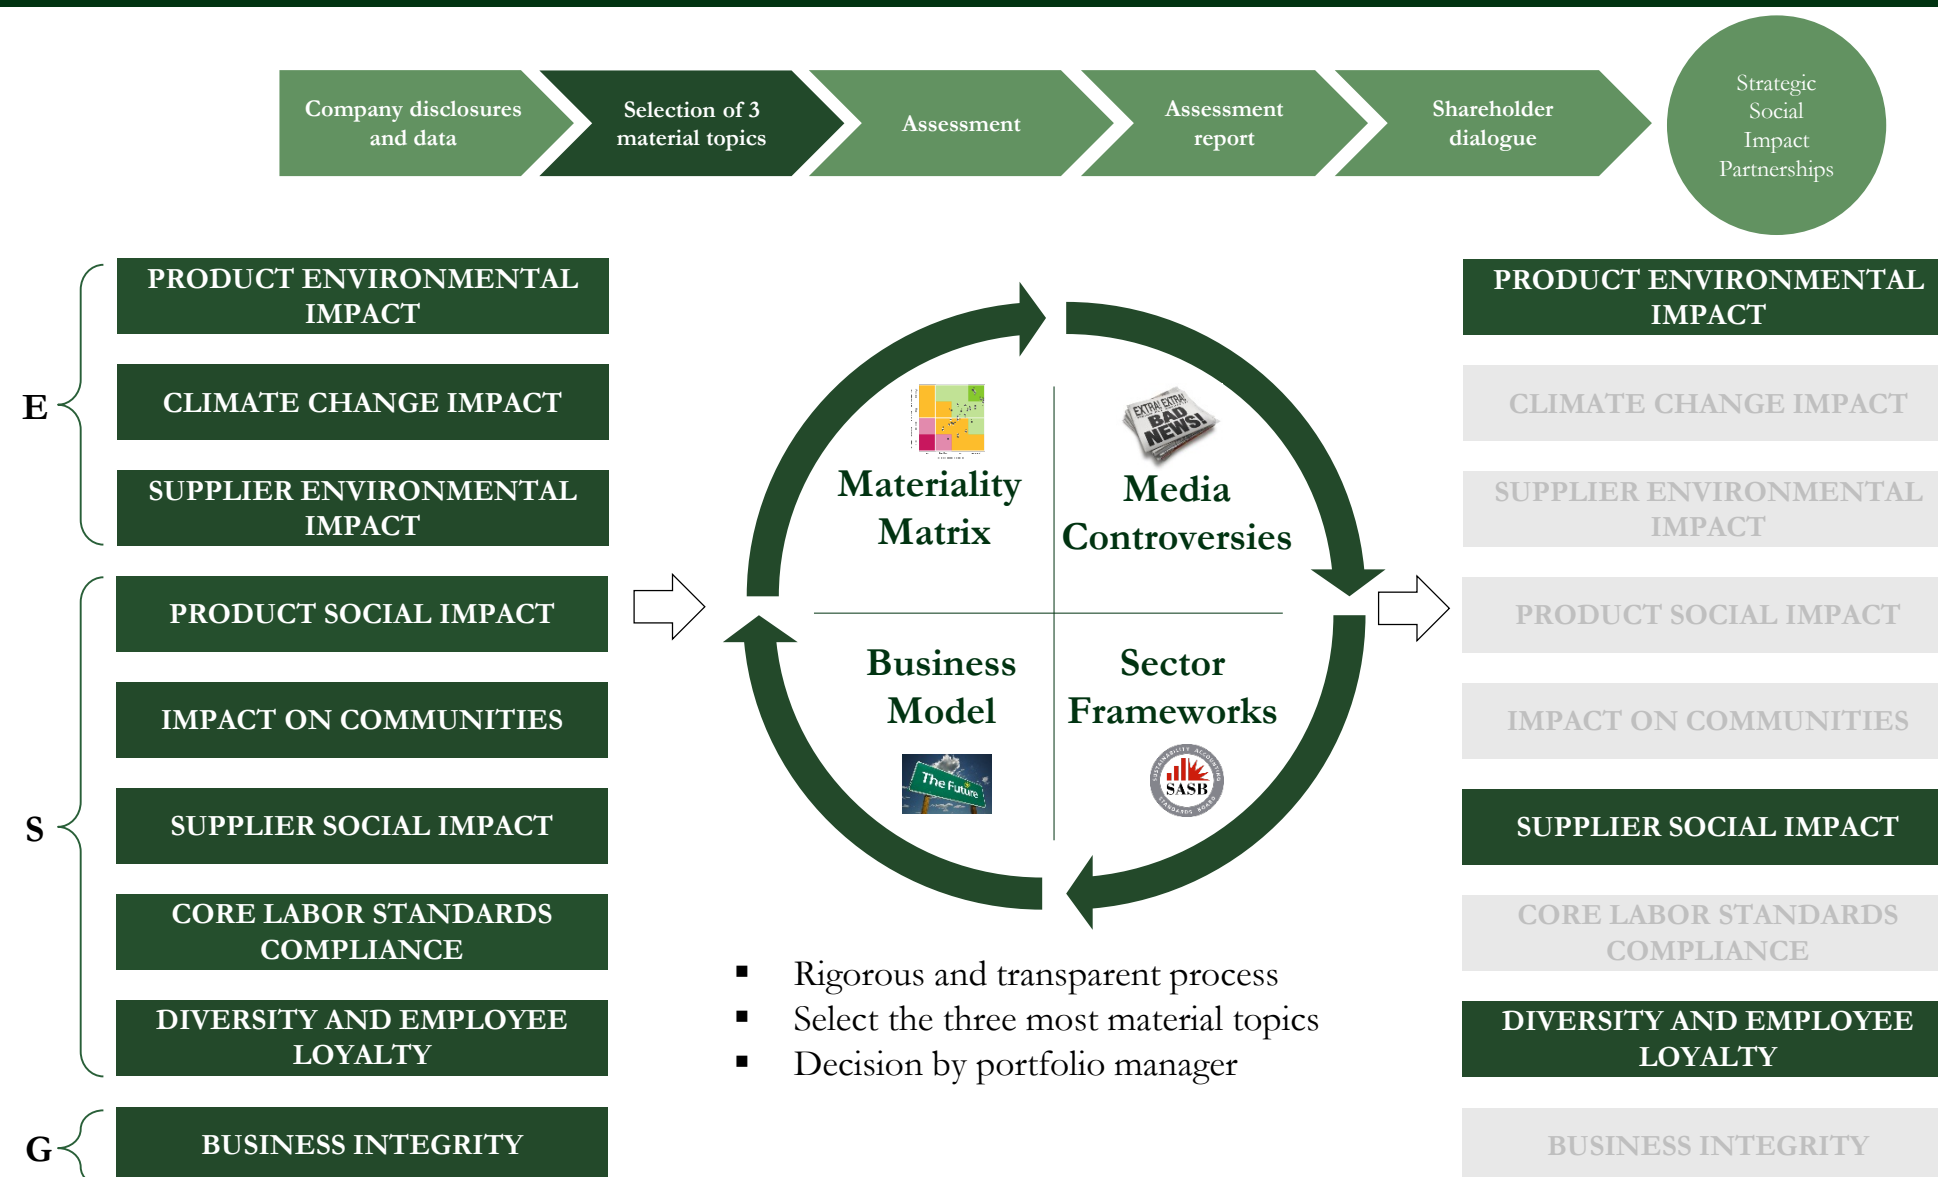 Company disclosures
and data
Selection of 3
material topics
Assessment
Assessment
report
Shareholder
dialogue
Strategic
Social
Impact
Partnerships
E
PRODUCT ENVIRONMENTAL
IMPACT
CLIMATE CHANGE IMPACT
SUPPLIER ENVIRONMENTAL
IMPACT
S
PRODUCT SOCIAL IMPACT
IMPACT ON COMMUNITIES
SUPPLIER SOCIAL IMPACT
CORE LABOR STANDARDS
COMPLIANCE
DIVERSITY AND EMPLOYEE
LOYALTY
G
BUSINESS INTEGRITY
Materiality
Matrix
EXTRA! EXTRA!
BAD
NEWS!
Media
Controversies
Business
Model
The Future
Sector
Frameworks
SUSTAINABILITY ACCOUNTING
SASB
STANDARDS BOARD
▪ Rigorous and transparent process
▪ Select the three most material topics
▪ Decision by portfolio manager
PRODUCT ENVIRONMENTAL
IMPACT
CLIMATE CHANGE IMPACT
SUPPLIER ENVIRONMENTAL
IMPACT
PRODUCT SOCIAL IMPACT
IMPACT ON COMMUNITIES
SUPPLIER SOCIAL IMPACT
CORE LABOR STANDARDS
COMPLIANCE
DIVERSITY AND EMPLOYEE
LOYALTY
BUSINESS INTEGRITY